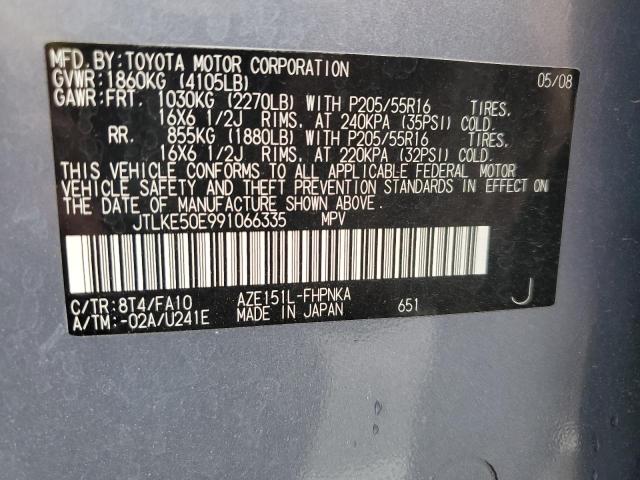 MFD.BY: TOYOTA MOTOR CORPORATION 05/08
GVWR: 1860KG (4105LB)
GAWR: FRT. 1030KG (2270LB) WITH P205/55R16 TIRES,
16X6 1/2J RIMS, AT 240KPA (35PSI) COLD.
RR. 855KG (1880LB) WITH P205/55R16 TIRES,
16X6 1/2J RIMS, AT 220KPA (32PSI) COLD.
THIS VEHICLE CONFORMS TO ALL APPLICABLE FEDERAL MOTOR
VEHICLE SAFETY AND THEFT PREVENTION STANDARDS IN EFFECT ON
THE DATE OF MANUFACTURE SHOWN ABOVE.
JTLKE50E991066335 MPV
C/TR: 8T4/FA10 AZE151L-FHPNKA
A/TM: -02A/U241E MADE IN JAPAN 651 J